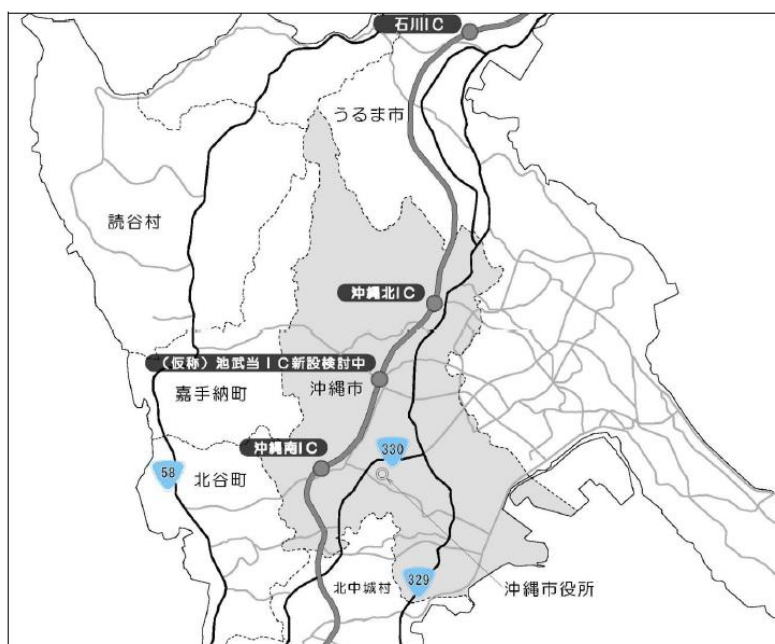 石川IC
うるま市
読谷村
沖縄北IC
(仮称)池武当IC新設検討中
嘉手納町
沖縄市
沖縄南IC
330
58
北谷町
329
北中城村
沖縄市役所